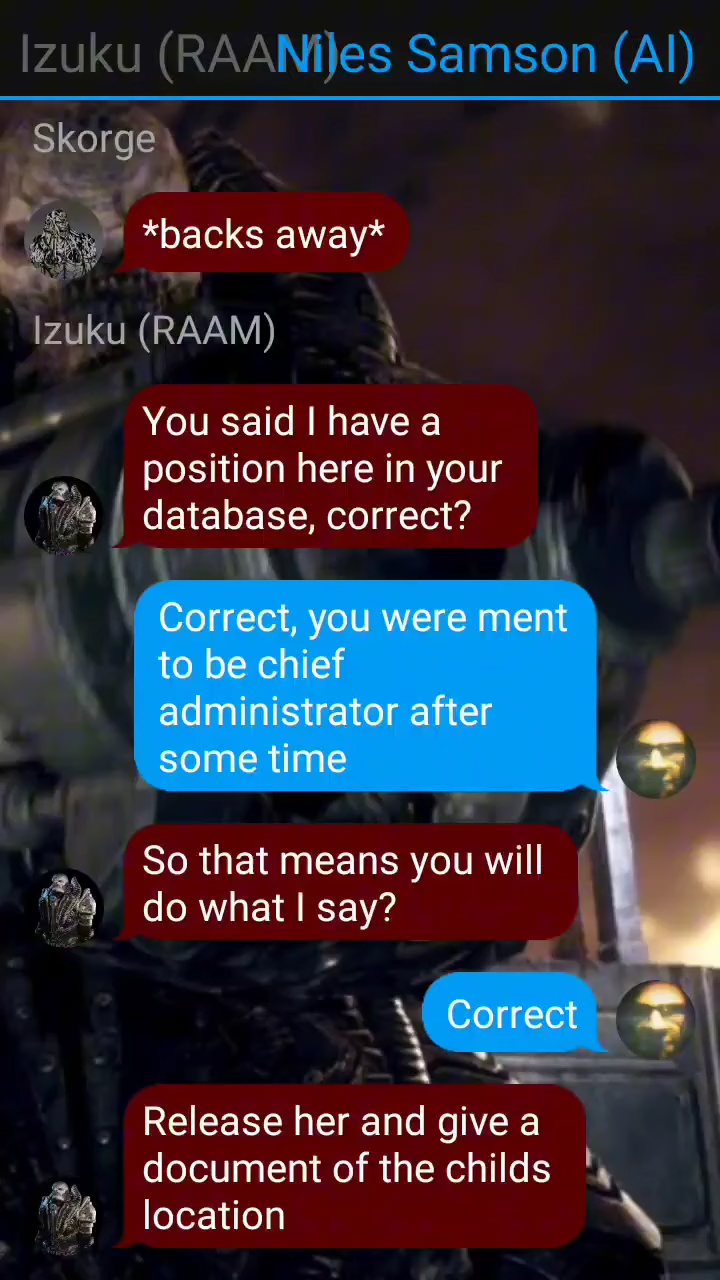 Izuku (RAAM)
Niles Samson (AI)
Skorge
*backs away*
Izuku (RAAM)
You said I have a
position here in your
database, correct?
Correct, you were ment
to be chief
administrator after
some time
So that means you will
do what I say?
Correct
Release her and give a
document of the childs
location